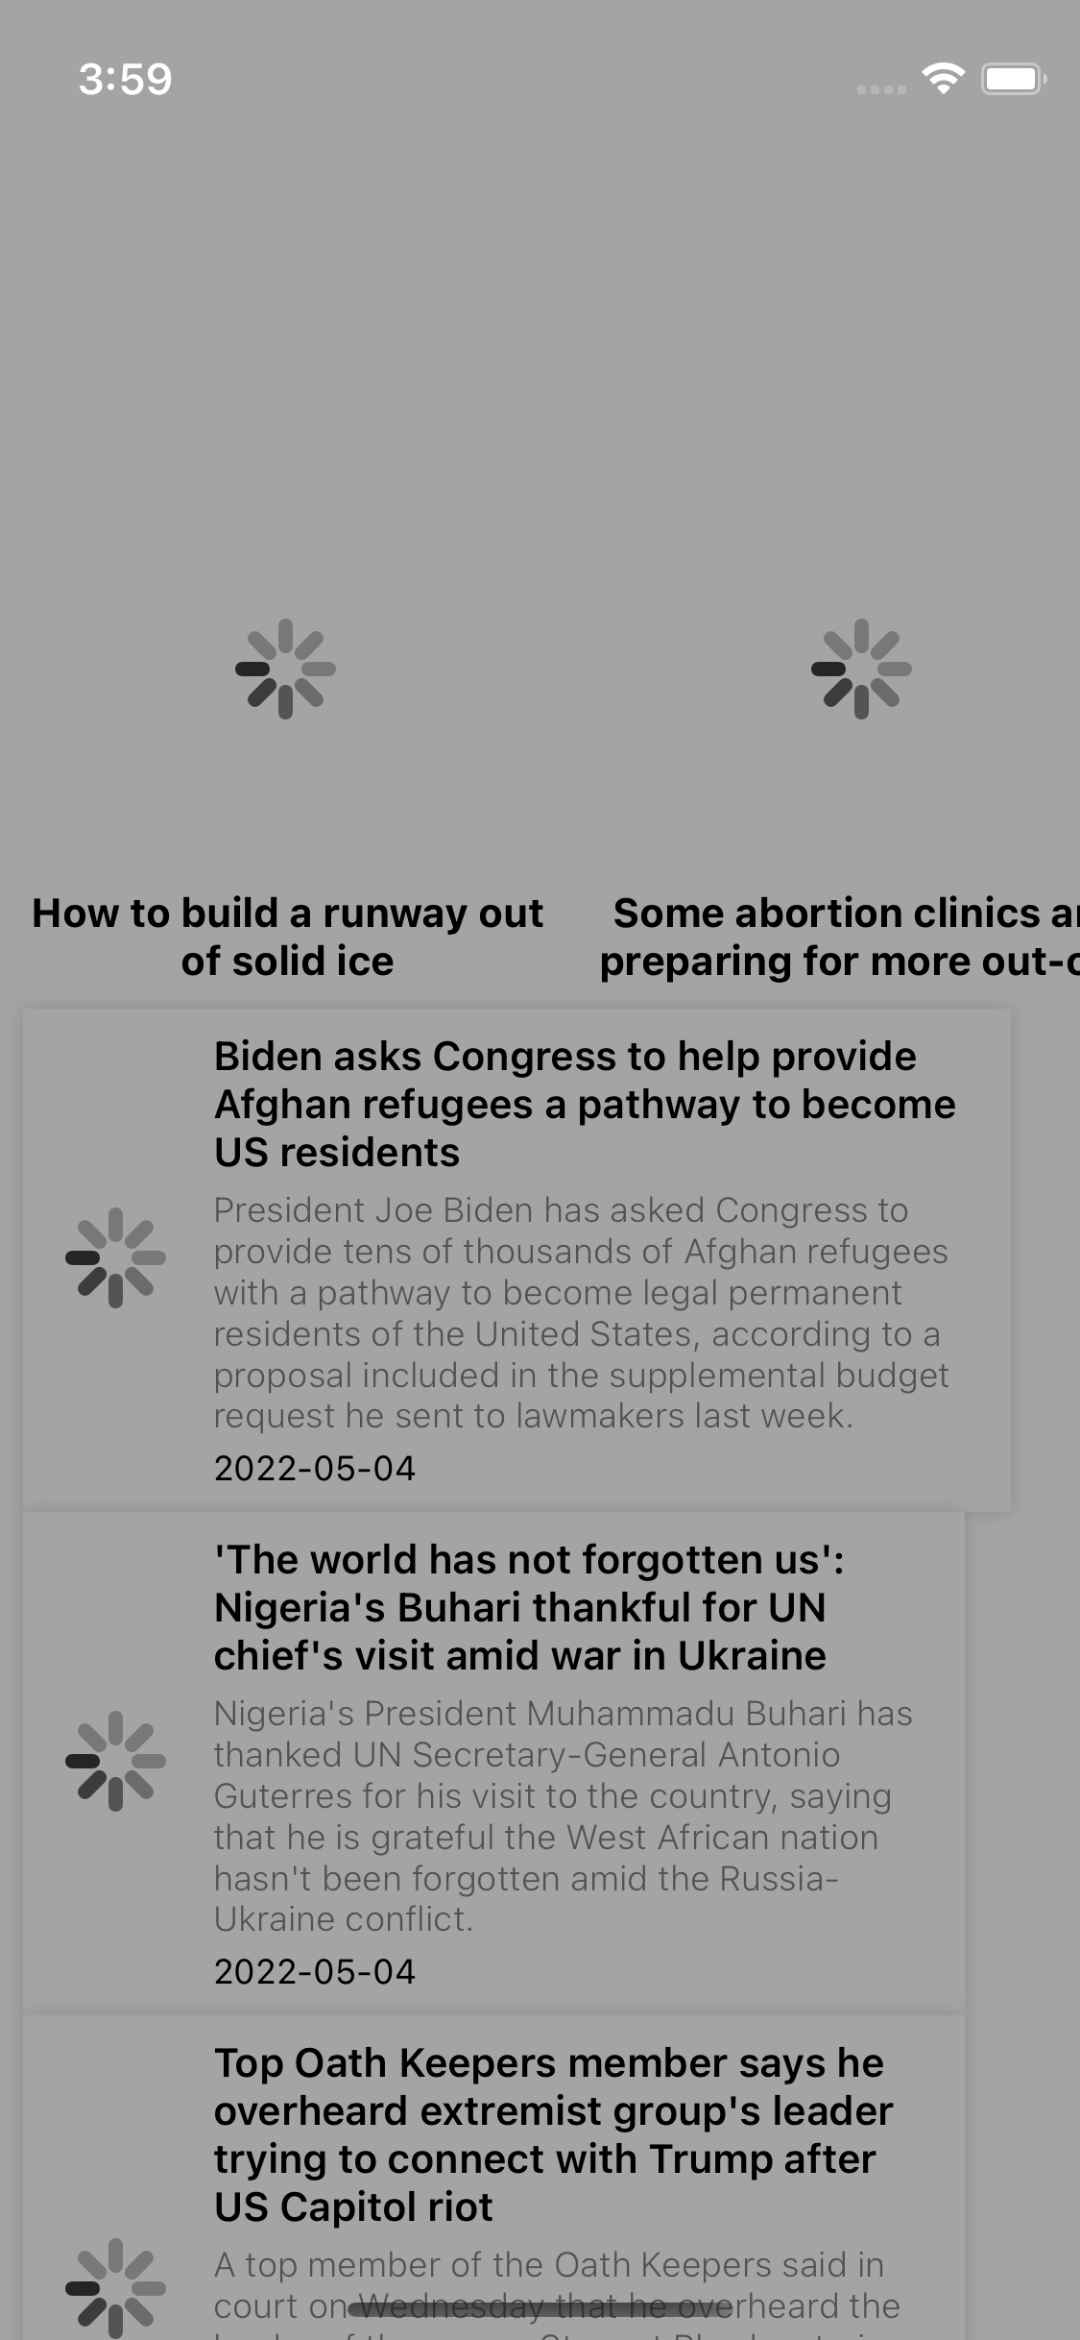 3:59
How to build a runway out
of solid ice
Some abortion clinics
preparing for more
Biden asks Congress to help provide
Afghan refugees a pathway to become
US residents
President Joe Biden has asked Congress to
provide tens of thousands of Afghan refugees
with a pathway to become legal permanent
residents of the United States, according to a
proposal included in the supplemental budget
request he sent to lawmakers last week.
2022-05-04
'The world has not forgotten us':
Nigeria's Buhari thankful for UN
chief's visit amid war in Ukraine
Nigeria's President Muhammadu Buhari has
thanked UN Secretary-General Antonio
Guterres for his visit to the country, saying
that he is grateful the West African nation
hasn't been forgotten amid the Russia-
Ukraine conflict.
2022-05-04
Top Oath Keepers member says he
overheard extremist group's leader
trying to connect with Trump after
US Capitol riot
A top member of the Oath Keepers said in
court on Wednesday that he overheard the